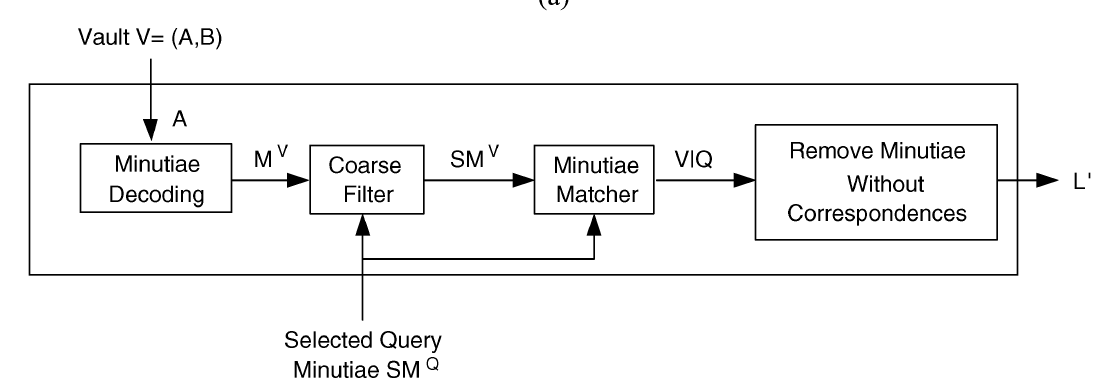 (a)
Vault V= (A,B)
A
Minutiae
Decoding
M V
Coarse
Filter
SM V
Minutiae
Matcher
V|Q
Remove Minutiae
Without
Correspondences
L'
Selected Query
Minutiae SM Q